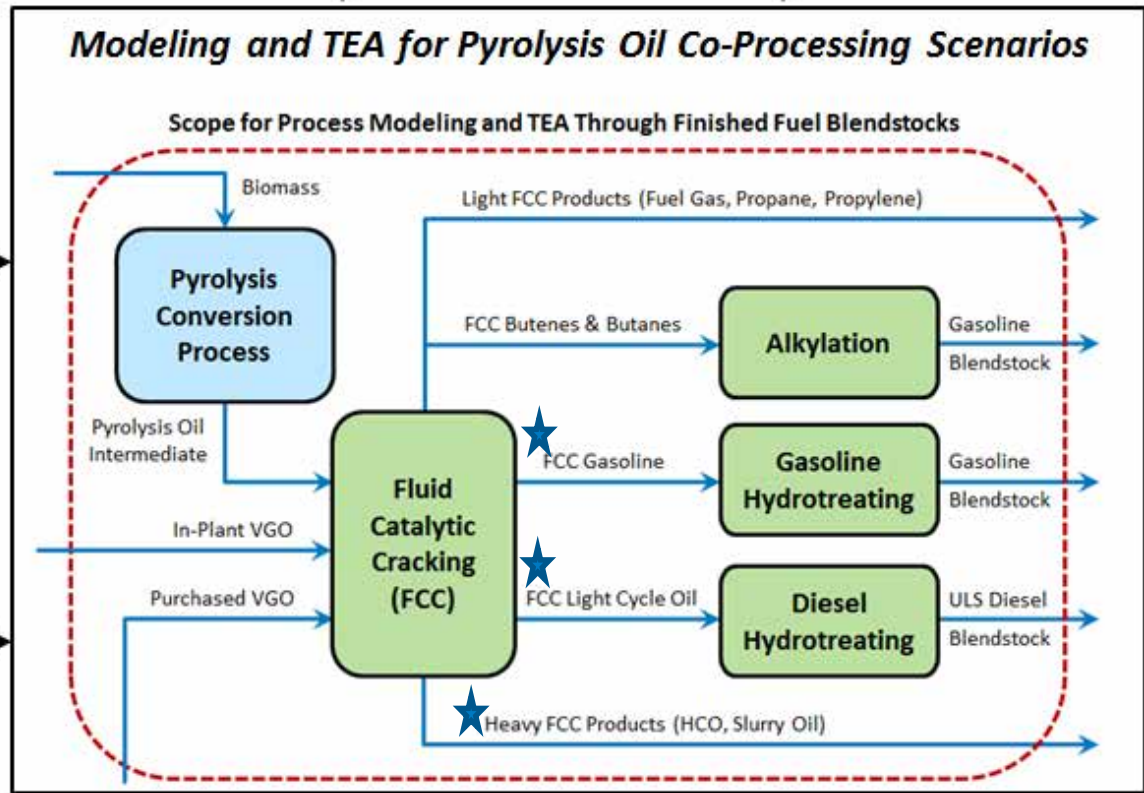 Modeling and TEA for Pyrolysis Oil Co-Processing Scenarios
Scope for Process Modeling and TEA Through Finished Fuel Blendstocks
Biomass
Light FCC Products (Fuel Gas, Propane, Propylene)
Pyrolysis
Conversion
Process
FCC Butenes & Butanes
Alkylation
Gasoline
Blendstock
Pyrolysis Oil
Intermediate
FCC Gasoline
Gasoline
Hydrotreating
Gasoline
Blendstock
Fluid
Catalytic
Cracking
(FCC)
In-Plant VGO
Purchased VGO
FCC Light Cycle Oil
Diesel
Hydrotreating
ULS Diesel
Blendstock
Heavy FCC Products (HCO, Slurry Oil)